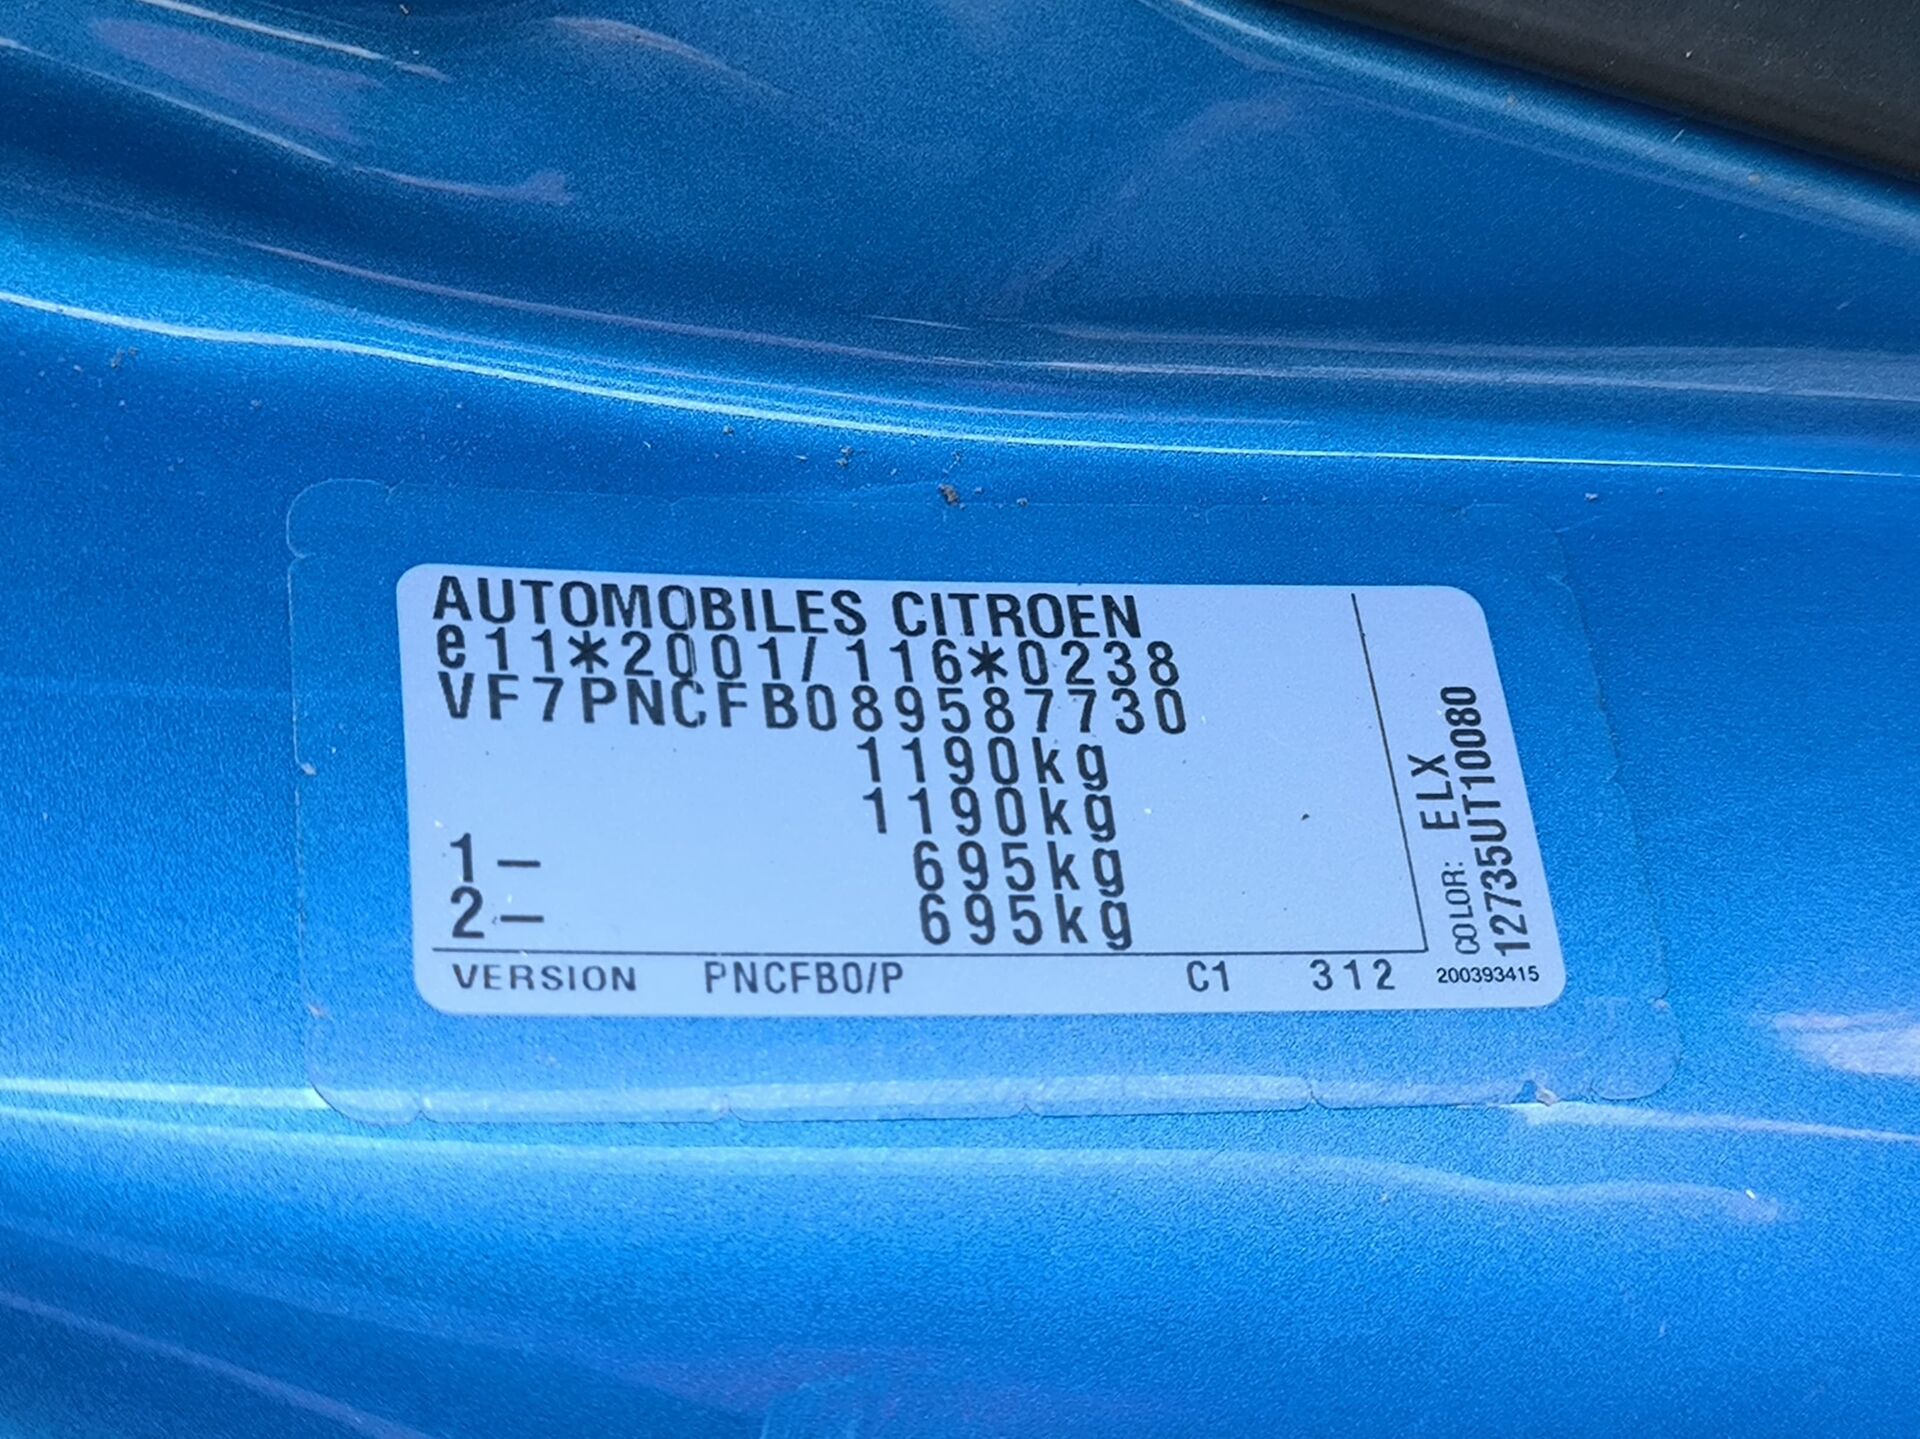 AUTOMOBILES CITROEN
e11*2001/116*0238
VF7PNCFB089587730
1190kg
1190kg
1- 695kg
2- 695kg
VERSION PNCFB0/P C1 312
COLOR: ELX
12735UT10080
200393415